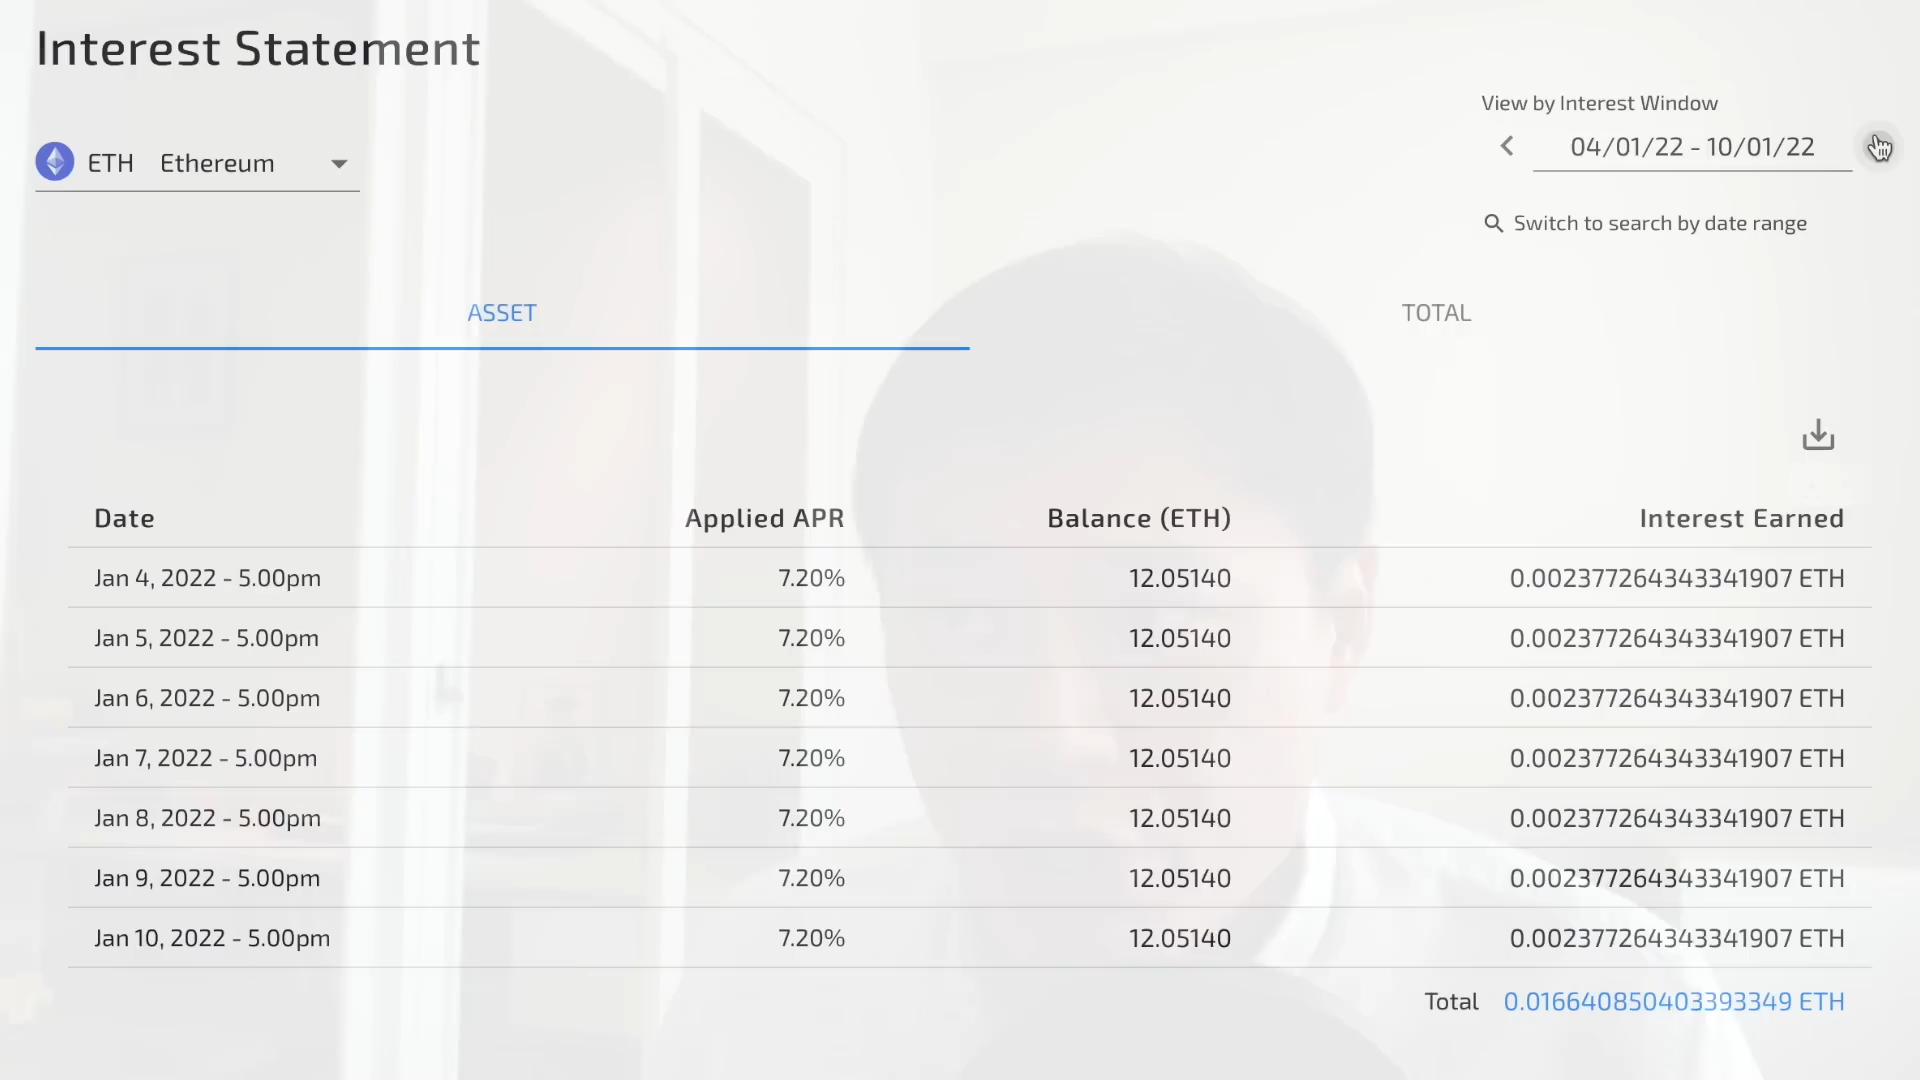 Interest Statement
View by Interest Window
04/01/22 - 10/01/22
ETH Ethereum
Switch to search by date range
ASSET TOTAL
Date Applied APR Balance (ETH) Interest Earned
Jan 4, 2022 - 5.00pm 7.20% 12.05140 0.002377264343341907 ETH
Jan 5, 2022 - 5.00pm 7.20% 12.05140 0.002377264343341907 ETH
Jan 6, 2022 - 5.00pm 7.20% 12.05140 0.002377264343341907 ETH
Jan 7, 2022 - 5.00pm 7.20% 12.05140 0.002377264343341907 ETH
Jan 8, 2022 - 5.00pm 7.20% 12.05140 0.002377264343341907 ETH
Jan 9, 2022 - 5.00pm 7.20% 12.05140 0.002377264343341907 ETH
Jan 10, 2022 - 5.00pm 7.20% 12.05140 0.002377264343341907 ETH
Total 0.016640850403393349 ETH